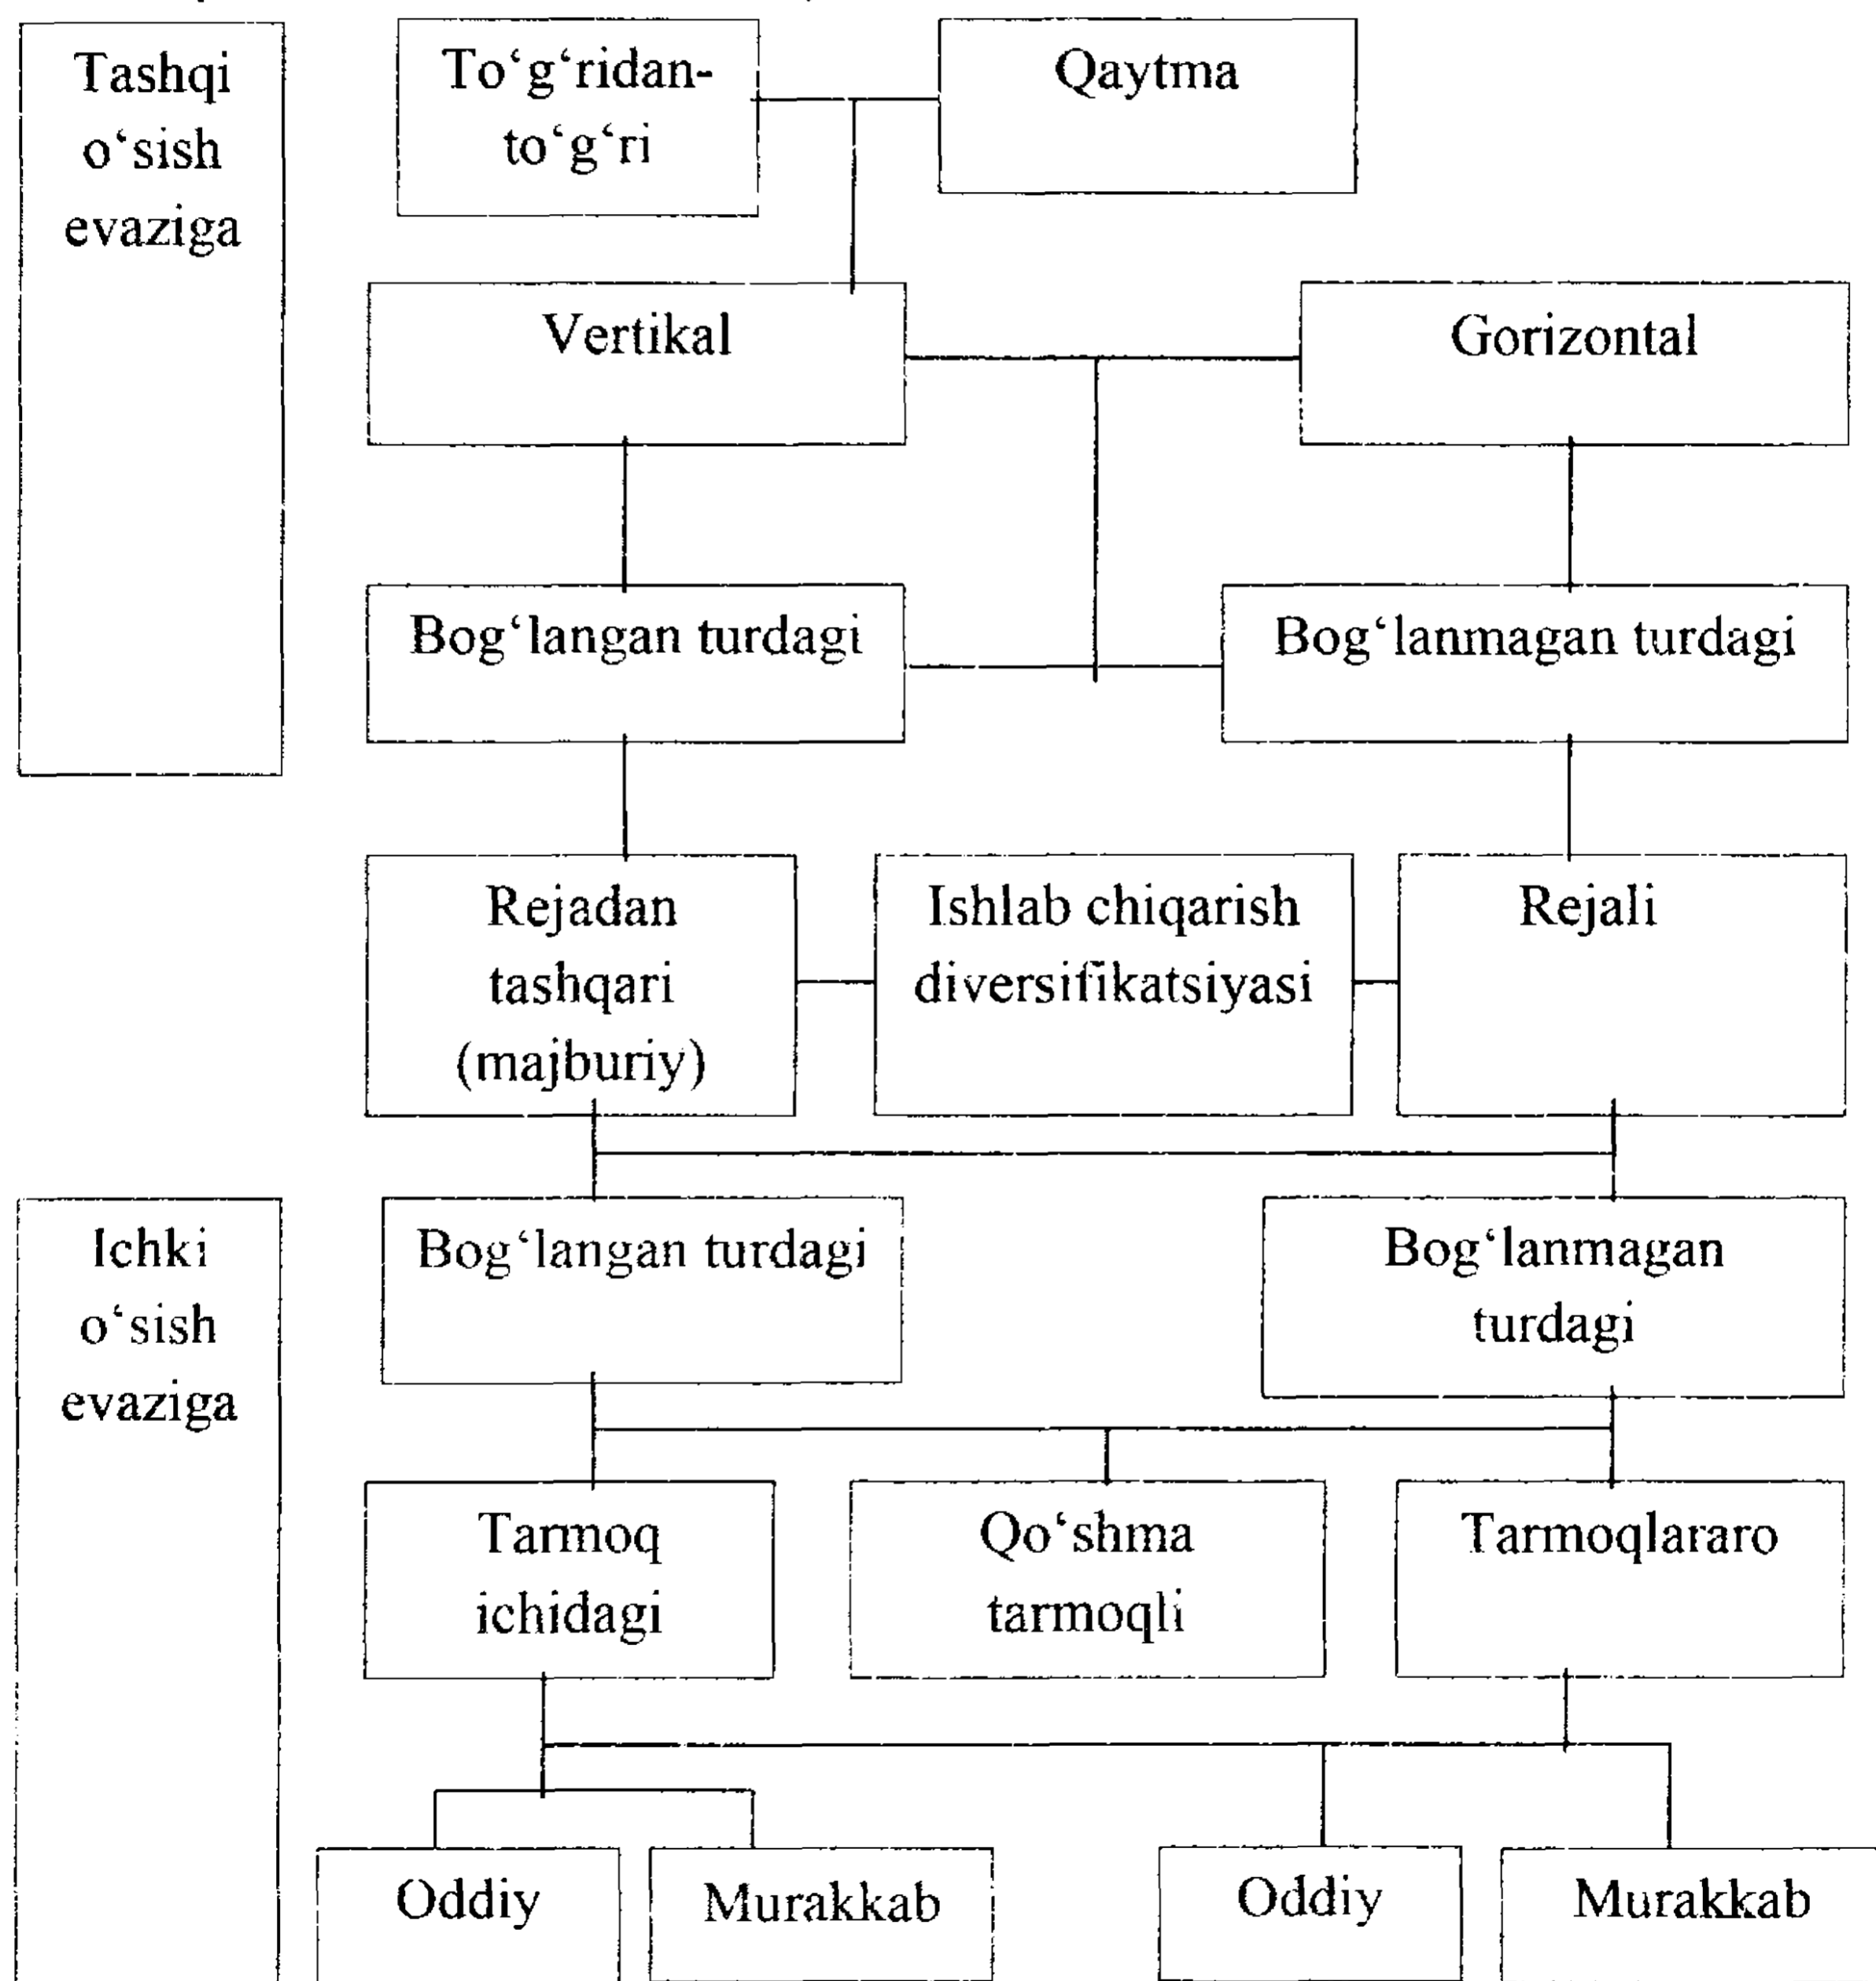 Tashqi
o‘sish
evaziga
To‘g‘ridan-
to‘g‘ri
Qaytma
Vertikal
Gorizontal
Bog‘langan turdagi
Bog‘lanmagan turdagi
Rejadan
tashqari
(majburiy)
Ishlab chiqarish
diversifikatsiyasi
Rejali
Ichki
o‘sish
evaziga
Bog‘langan turdagi
Bog‘lanmagan
turdagi
Tarmoq
ichidagi
Qo‘shma
tarmoqli
Tarmoqlararo
Oddiy
Murakkab
Oddiy
Murakkab